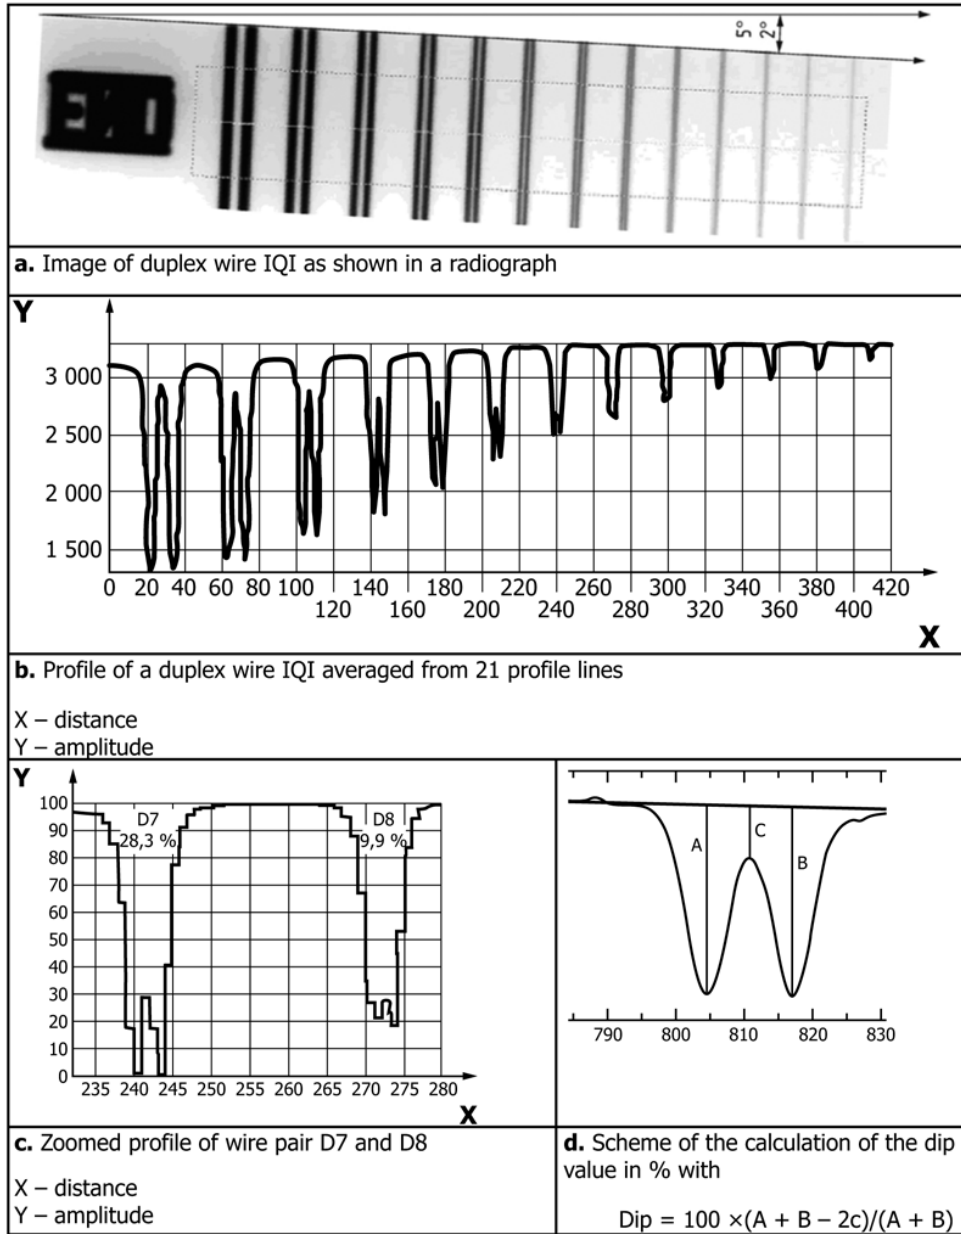 5°
2°
a. Image of duplex wire IQI as shown in a radiograph
Y
3 000
2 500
2 000
1 500
0 20 40 60 80 100 140 180 220 260 300 340 380 420
120 160 200 240 280 320 360 400
X
b. Profile of a duplex wire IQI averaged from 21 profile lines
X – distance
Y – amplitude
Y
100
90
80
70
60
50
40
30
20
10
0
D7
28,3 %
D8
9,9 %
235 240 245 250 255 260 265 270 275 280
X
c. Zoomed profile of wire pair D7 and D8
X – distance
Y – amplitude
A
C
B
790 800 810 820 830
d. Scheme of the calculation of the dip
value in % with
Dip = 100 ×(A + B – 2c)/(A + B)